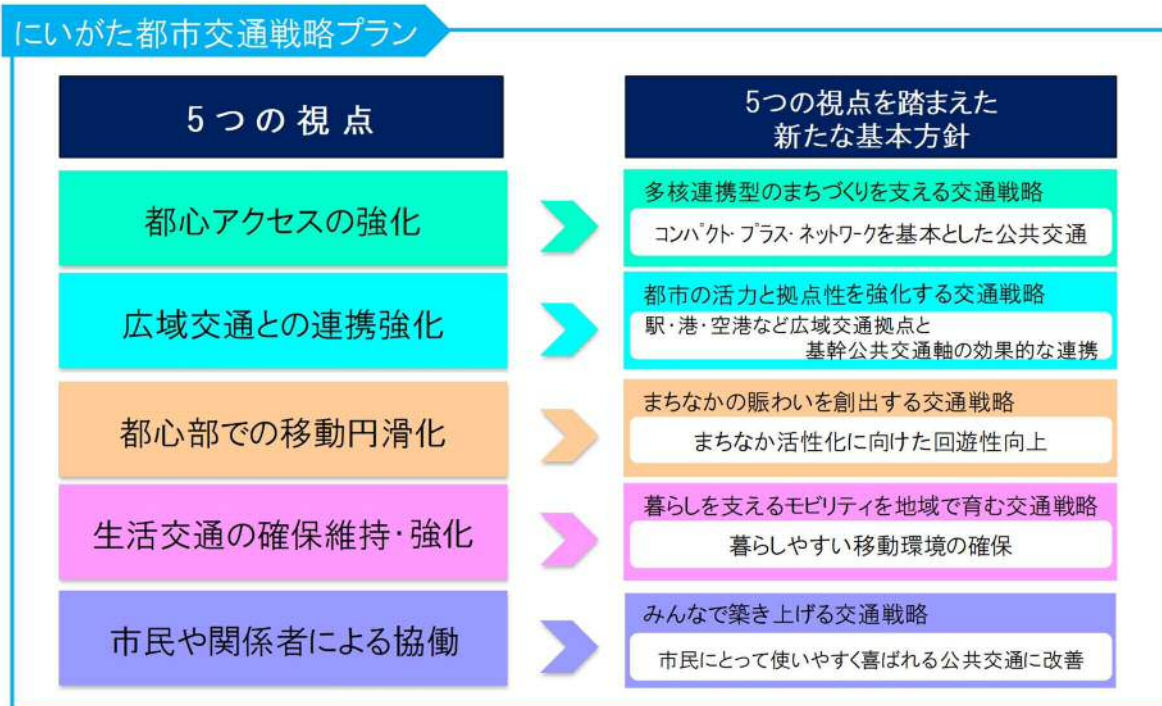 にいがた都市交通戦略プラン
5つの視点
5つの視点を踏まえた
新たな基本方針
都心アクセスの強化
多核連携型のまちづくりを支える交通戦略
コンパクト・プラス・ネットワークを基本とした公共交通
広域交通との連携強化
都市の活力と拠点性を強化する交通戦略
駅・港・空港など広域交通拠点と
基幹公共交通軸の効果的な連携
都心部での移動円滑化
まちなかの賑わいを創出する交通戦略
まちなか活性化に向けた回遊性向上
生活交通の確保維持・強化
暮らしを支えるモビリティを地域で育む交通戦略
暮らしやすい移動環境の確保
市民や関係者による協働
みんなで築き上げる交通戦略
市民にとって使いやすく喜ばれる公共交通に改善